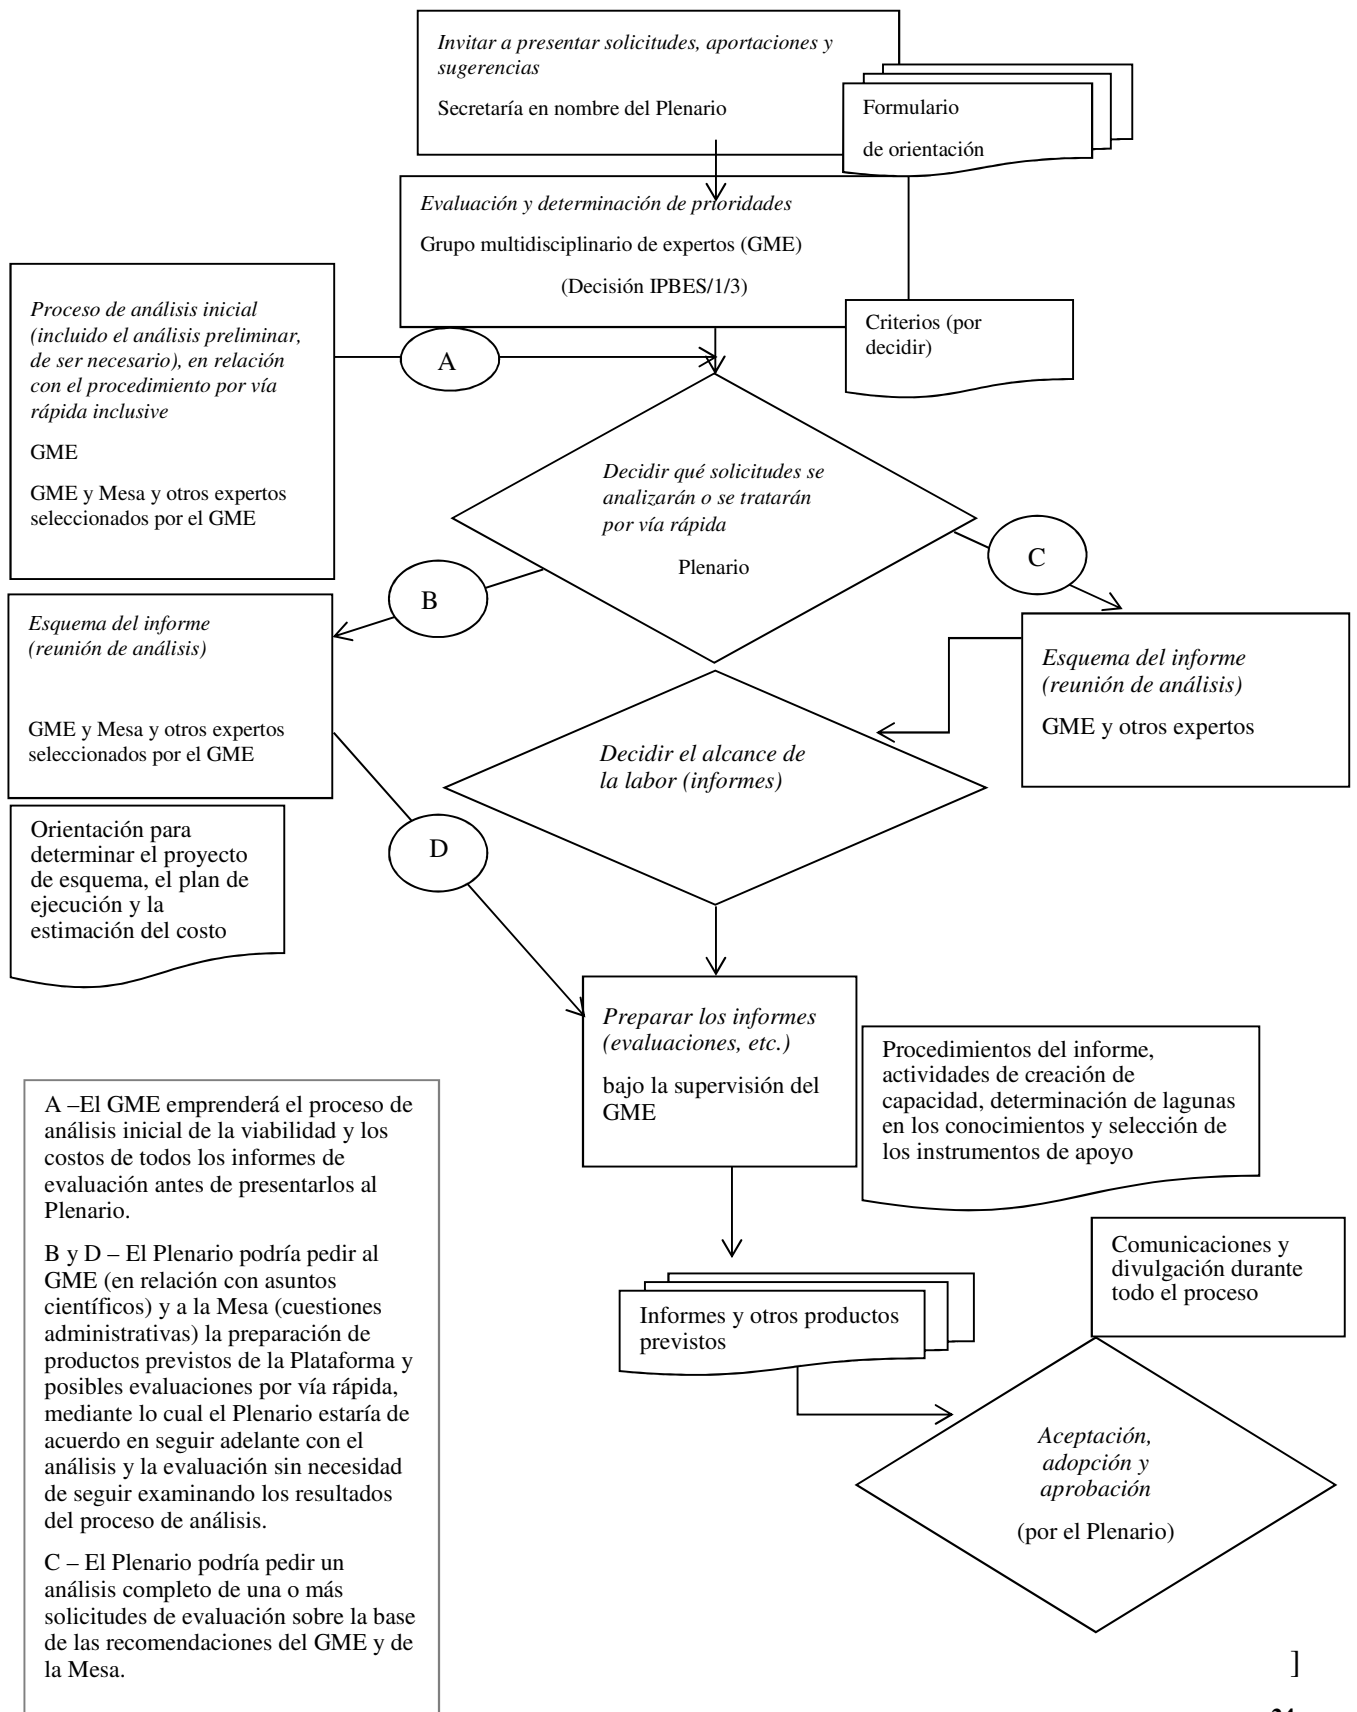 Invitar a presentar solicitudes, aportaciones y
sugerencias
Secretaría en nombre del Plenario
Formulario
de orientación
Evaluación y determinación de prioridades
Grupo multidisciplinario de expertos (GME)
(Decisión IPBES/1/3)
Criterios (por
decidir)
Proceso de análisis inicial
(incluido el análisis preliminar,
de ser necesario), en relación
con el procedimiento por vía
rápida inclusive
GME
GME y Mesa y otros expertos
seleccionados por el GME
A
Decidir qué solicitudes se
analizarán o se tratarán
por vía rápida
Plenario
B
C
Esquema del informe
(reunión de análisis)
GME y Mesa y otros expertos
seleccionados por el GME
Esquema del informe
(reunión de análisis)
GME y otros expertos
Decidir el alcance de
la labor (informes)
Orientación para
determinar el proyecto
de esquema, el plan de
ejecución y la
estimación del costo
D
Preparar los informes
(evaluaciones, etc.)
bajo la supervisión del
GME
Procedimientos del informe,
actividades de creación de
capacidad, determinación de lagunas
en los conocimientos y selección de
los instrumentos de apoyo
A –El GME emprenderá el proceso de
análisis inicial de la viabilidad y los
costos de todos los informes de
evaluación antes de presentarlos al
Plenario.
B y D – El Plenario podría pedir al
GME (en relación con asuntos
científicos) y a la Mesa (cuestiones
administrativas) la preparación de
productos previstos de la Plataforma y
posibles evaluaciones por vía rápida,
mediante lo cual el Plenario estaría de
acuerdo en seguir adelante con el
análisis y la evaluación sin necesidad
de seguir examinando los resultados
del proceso de análisis.
C – El Plenario podría pedir un
análisis completo de una o más
solicitudes de evaluación sobre la base
de las recomendaciones del GME y de
la Mesa.
Comunicaciones y
divulgación durante
todo el proceso
Informes y otros productos
previstos
Aceptación,
adopción y
aprobación
(por el Plenario)
]